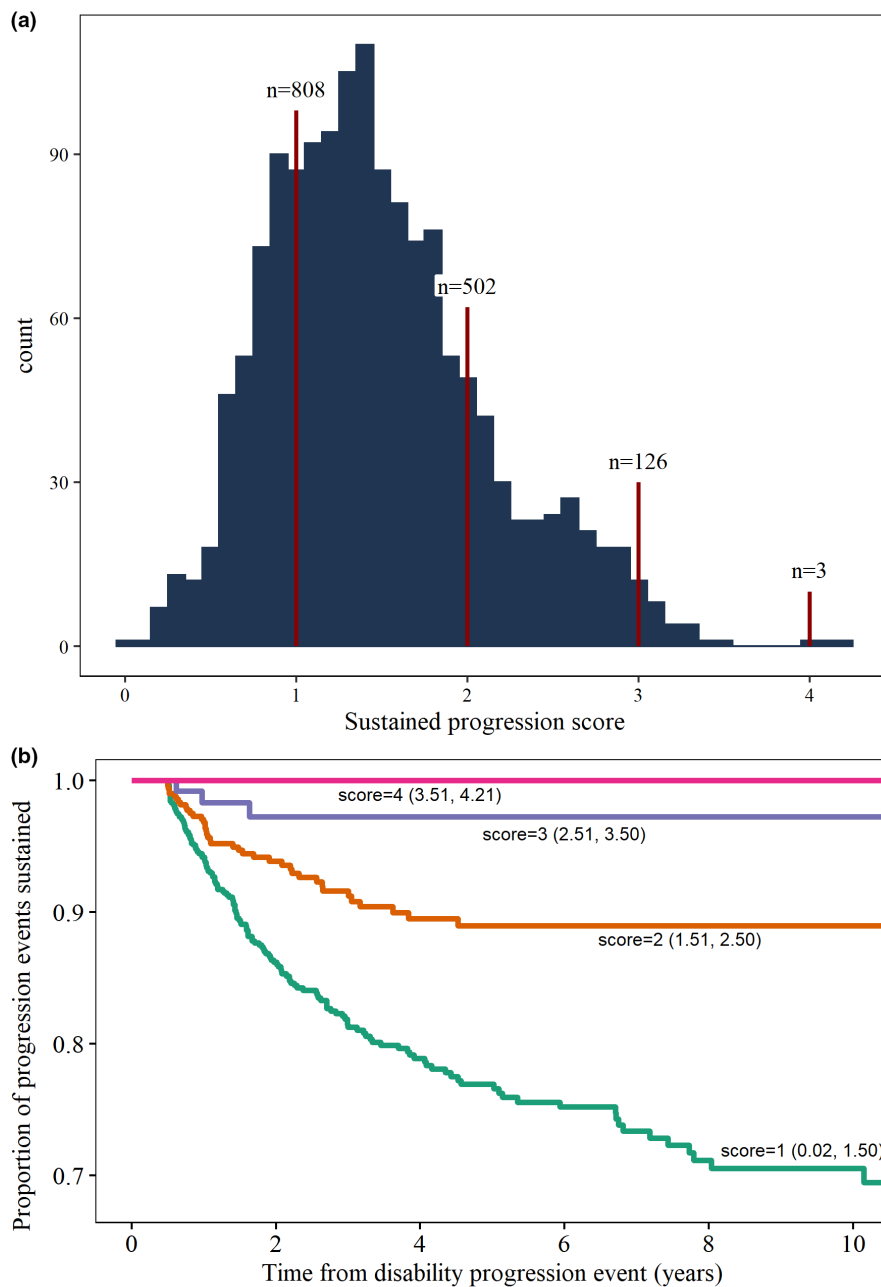 (a)
n=808
n=502
n=126
n=3
90
60
30
0
count
0 1 2 3 4
Sustained progression score
(b)
1.0
0.9
0.8
0.7
Proportion of progression events sustained
score=4 (3.51, 4.21)
score=3 (2.51, 3.50)
score=2 (1.51, 2.50)
score=1 (0.02, 1.50)
0 2 4 6 8 10
Time from disability progression event (years)